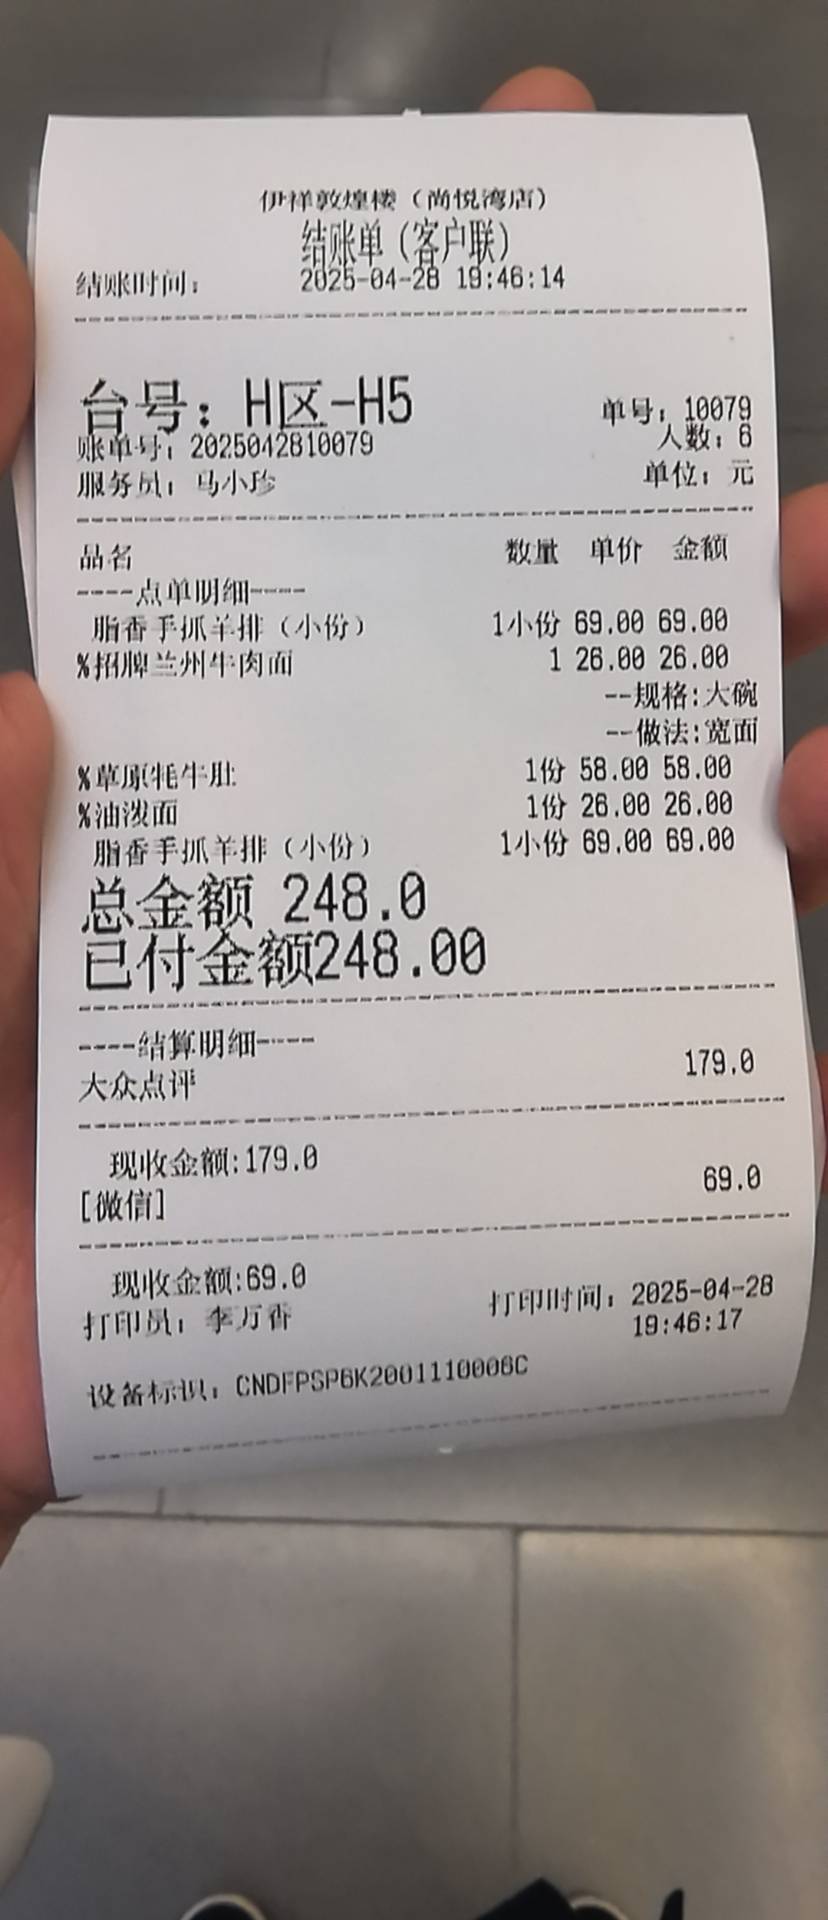 伊祥敦煌楼（尚悦湾店）
结账单（客户联）
结账时间： 2025-04-28 19:46:14
台号：H区-H5 单号：10079
账单号：2025042810079 人数：6
服务员：马小珍 单位：元
品名 数量 单价 金额
----点单明细----
脂香手抓羊排（小份） 1小份 69.00 69.00
%招牌兰州牛肉面 1 26.00 26.00
--规格:大碗
--做法:宽面
%草原牦牛肚 1份 58.00 58.00
%油泼面 1份 26.00 26.00
脂香手抓羊排（小份） 1小份 69.00 69.00
总金额 248.0
已付金额248.00
----结算明细----
大众点评 179.0
现收金额:179.0
[微信] 69.0
现收金额:69.0
打印员：李万香 打印时间：2025-04-28
19:46:17
设备标识：CNDFPSP6K2001110006C